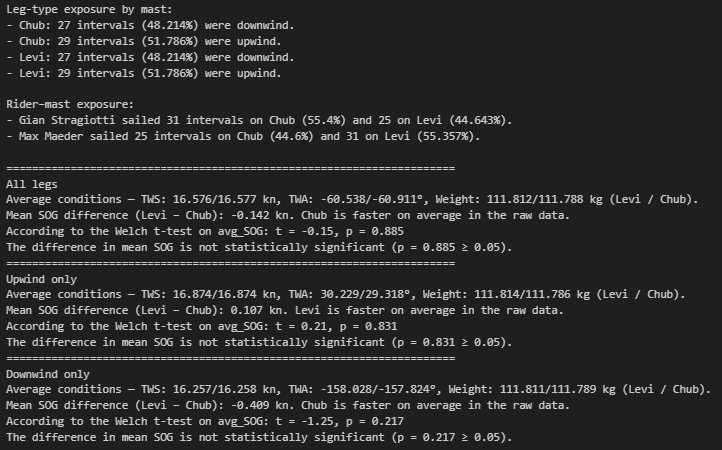 Leg-type exposure by mast:
- Chub: 27 intervals (48.214%) were downwind.
- Chub: 29 intervals (51.786%) were upwind.
- Levi: 27 intervals (48.214%) were downwind.
- Levi: 29 intervals (51.786%) were upwind.
Rider–mast exposure:
- Gian Stragiotti sailed 31 intervals on Chub (55.4%) and 25 on Levi (44.643%).
- Max Maeder sailed 25 intervals on Chub (44.6%) and 31 on Levi (55.357%).
======================================================================
All legs
Average conditions — TWS: 16.576/16.577 kn, TWA: -60.538/-60.911°, Weight: 111.812/111.788 kg (Levi / Chub).
Mean SOG difference (Levi − Chub): -0.142 kn. Chub is faster on average in the raw data.
According to the Welch t-test on avg_SOG: t = -0.15, p = 0.885
The difference in mean SOG is not statistically significant (p = 0.885 ≥ 0.05).
======================================================================
Upwind only
Average conditions — TWS: 16.874/16.874 kn, TWA: 30.229/29.318°, Weight: 111.814/111.786 kg (Levi / Chub).
Mean SOG difference (Levi − Chub): 0.107 kn. Levi is faster on average in the raw data.
According to the Welch t-test on avg_SOG: t = 0.21, p = 0.831
The difference in mean SOG is not statistically significant (p = 0.831 ≥ 0.05).
======================================================================
Downwind only
Average conditions — TWS: 16.257/16.258 kn, TWA: -158.028/-157.824°, Weight: 111.811/111.789 kg (Levi / Chub).
Mean SOG difference (Levi − Chub): -0.409 kn. Chub is faster on average in the raw data.
According to the Welch t-test on avg_SOG: t = -1.25, p = 0.217
The difference in mean SOG is not statistically significant (p = 0.217 ≥ 0.05).